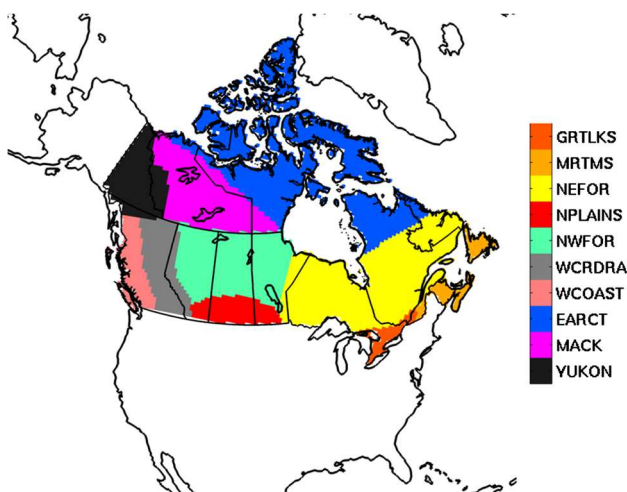 GRTLKS
MRTMS
NEFOR
NPLAINS
NWFOR
WCRDRA
WCOAST
EARCT
MACK
YUKON